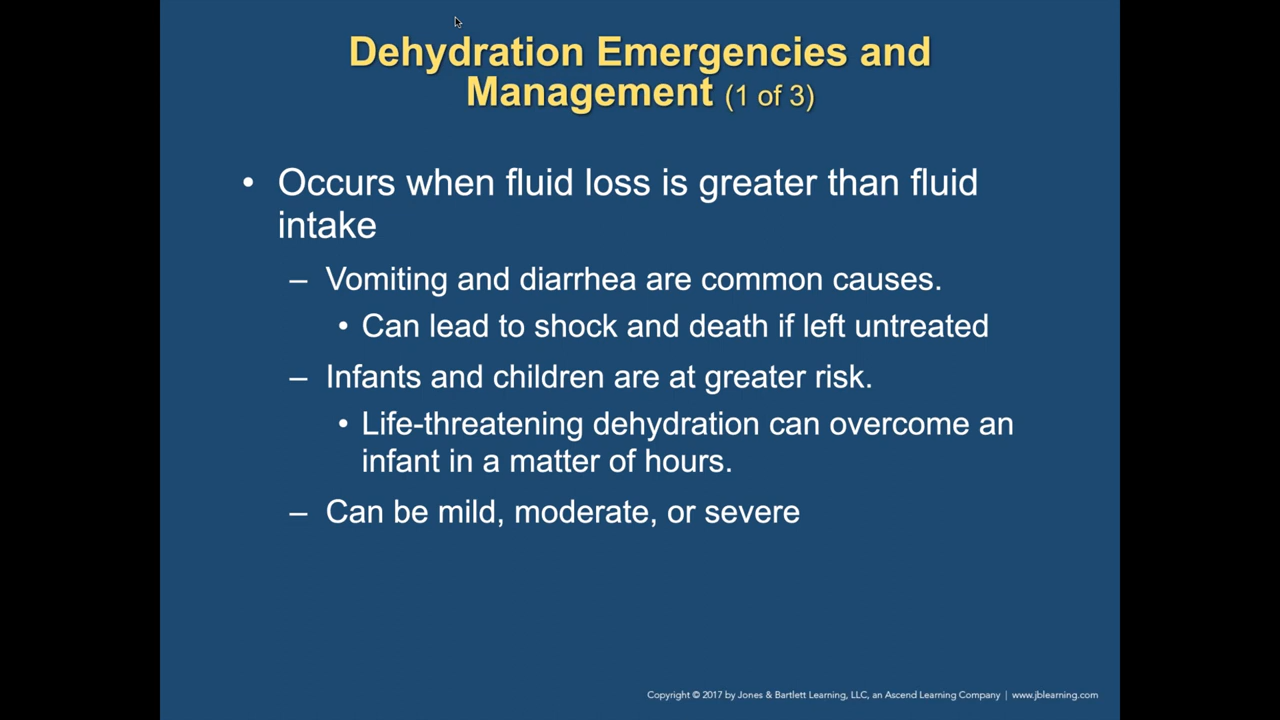 Dehydration Emergencies and
Management (1 of 3)
• Occurs when fluid loss is greater than fluid
intake
– Vomiting and diarrhea are common causes.
• Can lead to shock and death if left untreated
– Infants and children are at greater risk.
• Life-threatening dehydration can overcome an
infant in a matter of hours.
– Can be mild, moderate, or severe
Copyright © 2017 by Jones & Bartlett Learning, LLC, an Ascend Learning Company | www.jblearning.com